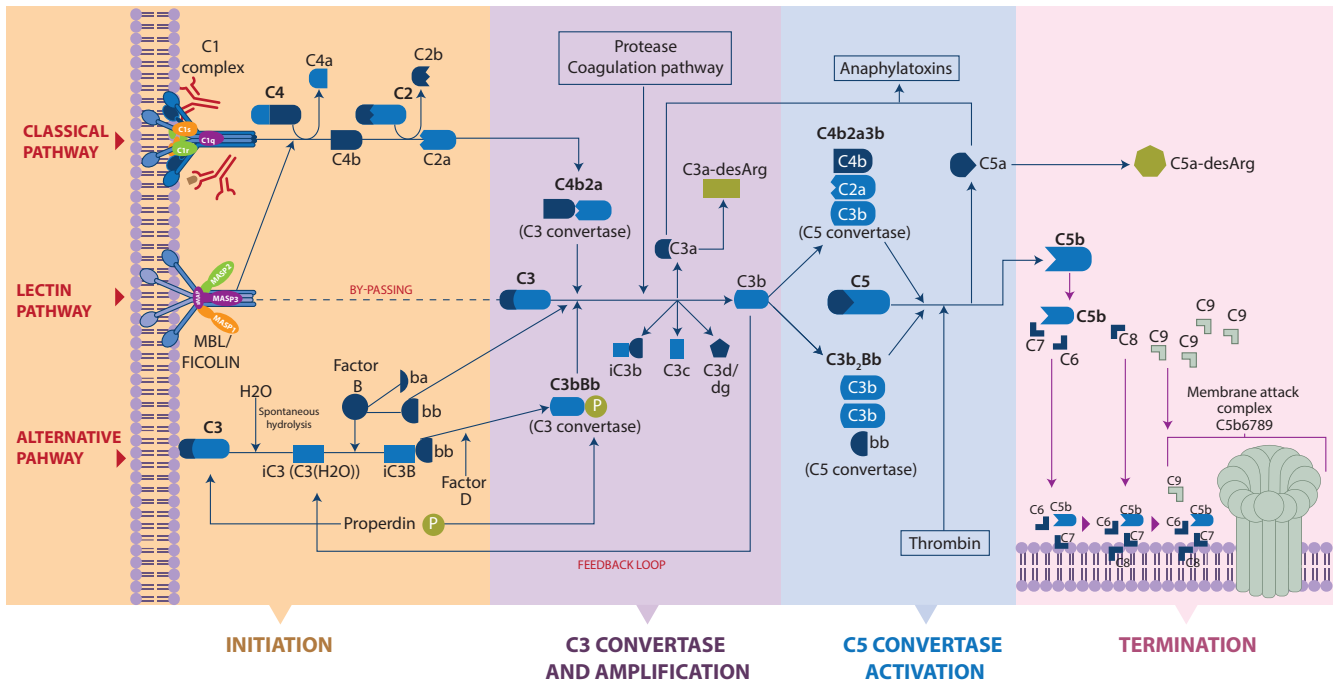 CLASSICAL
PATHWAY
C1
complex
C1s
C1q
C1r
C4
C4a
C4b
C2
C2b
C2a
LECTIN
PATHWAY
MASP2
MAP
MASP3
MASP1
MBL/
FICOLIN
BY-PASSING
ALTERNATIVE
PAHWAY
C3
H2O
Spontaneous
hydrolysis
iC3 (C3(H2O))
Factor
B
ba
bb
iC3B
bb
Factor
D
Properdin
P
FEEDBACK LOOP
Protease
Coagulation pathway
C4b2a
(C3 convertase)
C3
C3a-desArg
C3a
C3b
iC3b
C3c
C3d/
dg
C3bBb
P
(C3 convertase)
Anaphylatoxins
C4b2a3b
C4b
C2a
C3b
(C5 convertase)
C5a
C5a-desArg
C5
C3b₂Bb
C3b
C3b
bb
(C5 convertase)
Thrombin
C5b
C5b
C7
C6
C8
C9
C9
C9
C9
Membrane attack
complex
C5b6789
C9
C6
C5b
C7
C6
C5b
C7
C8
C6
C5b
C7
C8
INITIATION
C3 CONVERTASE
AND AMPLIFICATION
C5 CONVERTASE
ACTIVATION
TERMINATION